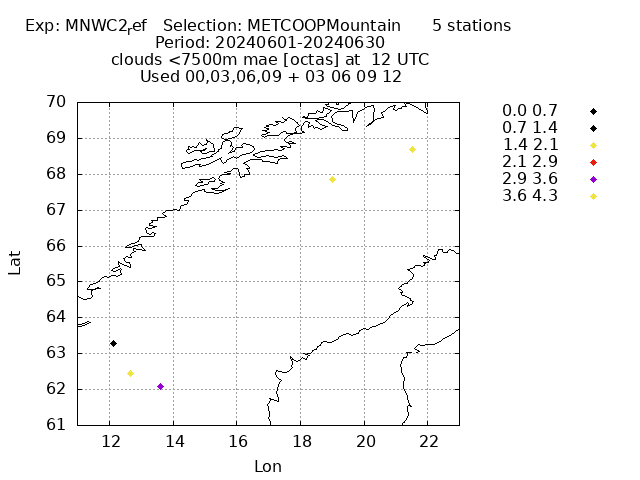 Exp: MNWC2ref   Selection: METCOOPMountain      5 stations
Period: 20240601-20240630
clouds <7500m mae [octas] at  12 UTC
Used 00,03,06,09 + 03 06 09 12
0.0 0.7
0.7 1.4
1.4 2.1
2.1 2.9
2.9 3.6
3.6 4.3
70
69
68
67
66
65
64
63
62
61
Lat
12 14 16 18 20 22
Lon